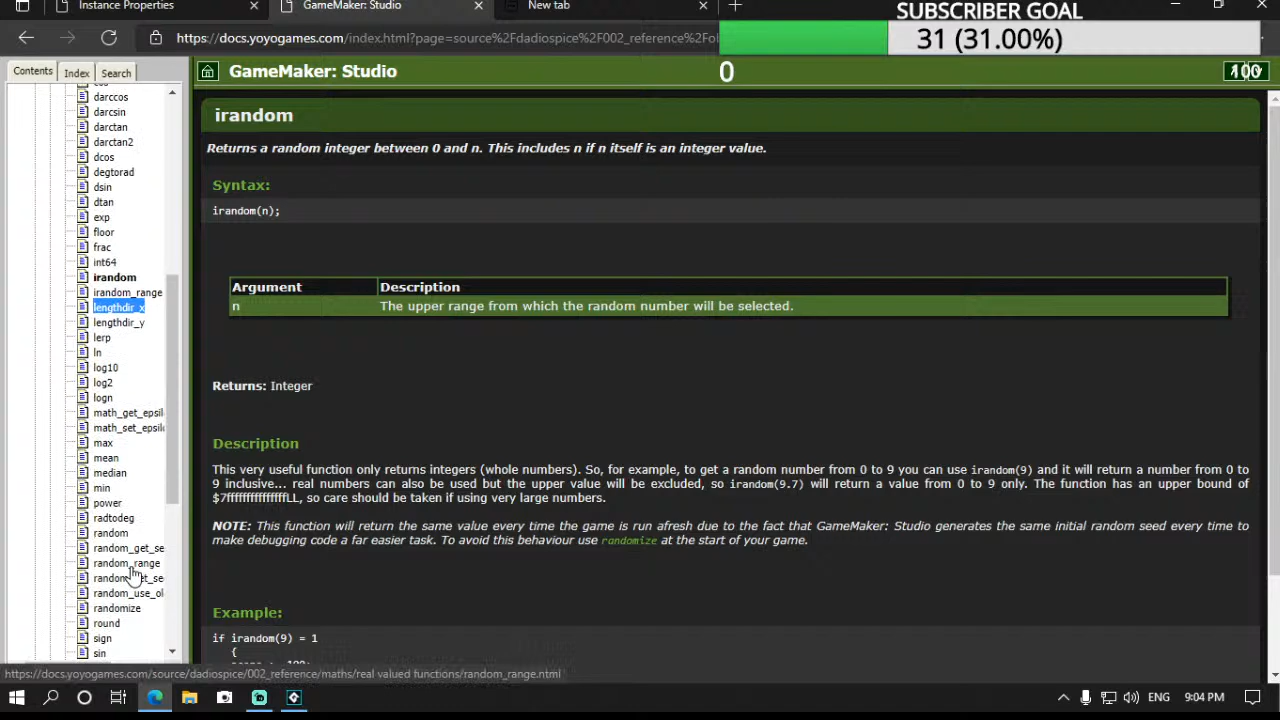 Instance Properties
GameMaker: Studio
New tab
SUBSCRIBER GOAL
31 (31.00%)
https://docs.yoyogames.com/index.html?page=source%2Fdadiospice%2F002_reference%2Fo
Contents
Index
Search
GameMaker: Studio
0
100
darccos
darcsin
darctan
darctan2
dcos
degtorad
dsin
dtan
exp
floor
frac
int64
irandom
irandom_range
lengthdir_x
lengthdir_y
lerp
ln
log10
log2
logn
math_get_epsil
math_set_epsil
max
mean
median
min
power
radtodeg
random
random_get_se
random_range
random_set_se
random_use_ol
randomize
round
sign
sin
irandom
Returns a random integer between 0 and n. This includes n if n itself is an integer value.
Syntax:
irandom(n);
Argument Description
n The upper range from which the random number will be selected.
Returns: Integer
Description
This very useful function only returns integers (whole numbers). So, for example, to get a random number from 0 to 9 you can use irandom(9) and it will return a number from 0 to
9 inclusive... real numbers can also be used but the upper value will be excluded, so irandom(9.7) will return a value from 0 to 9 only. The function has an upper bound of
$7fffffffffffffffLL, so care should be taken if using very large numbers.
NOTE: This function will return the same value every time the game is run afresh due to the fact that GameMaker: Studio generates the same initial random seed every time to
make debugging code a far easier task. To avoid this behaviour use randomize at the start of your game.
Example:
if irandom(9) = 1
{
https://docs.yoyogames.com/source/dadiospice/002_reference/maths/real valued functions/random_range.html
ENG
9:04 PM